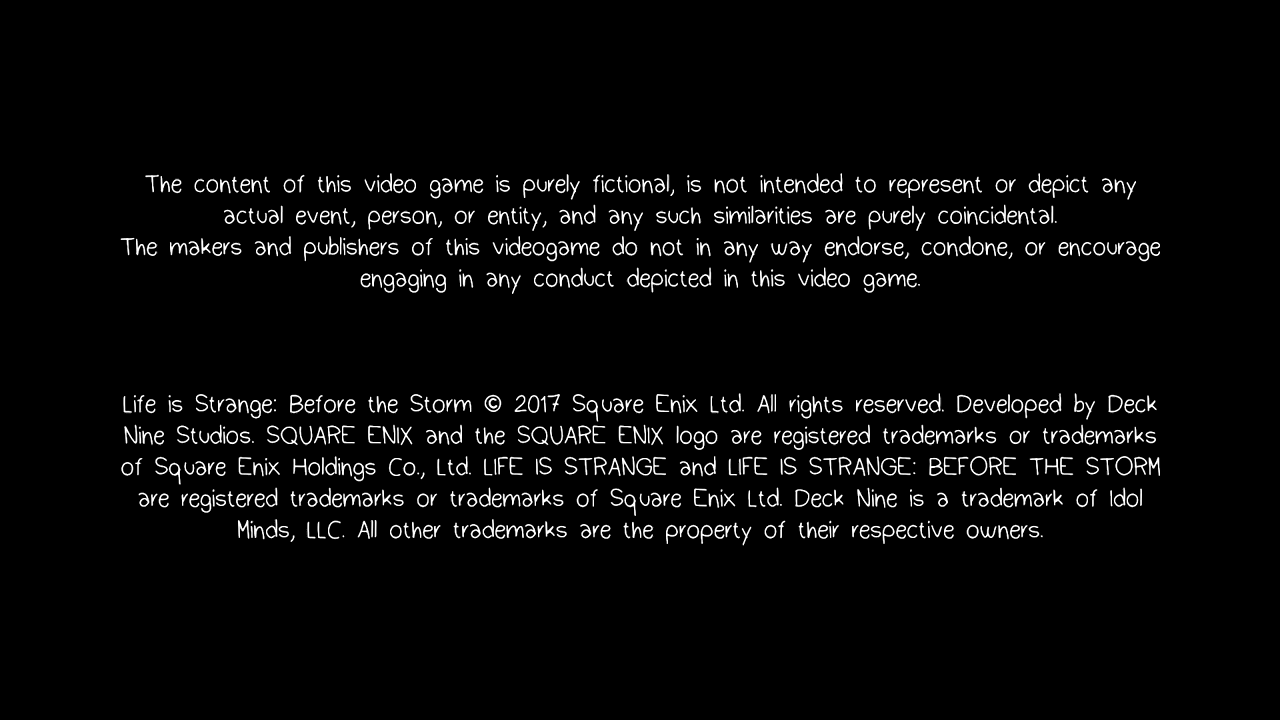 The content of this video game is purely fictional, is not intended to represent or depict any
actual event, person, or entity, and any such similarities are purely coincidental.
The makers and publishers of this videogame do not in any way endorse, condone, or encourage
engaging in any conduct depicted in this video game.
Life is Strange: Before the Storm © 2017 Square Enix Ltd. All rights reserved. Developed by Deck
Nine Studios. SQUARE ENIX and the SQUARE ENIX logo are registered trademarks or trademarks
of Square Enix Holdings Co., Ltd. LIFE IS STRANGE and LIFE IS STRANGE: BEFORE THE STORM
are registered trademarks or trademarks of Square Enix Ltd. Deck Nine is a trademark of Idol
Minds, LLC. All other trademarks are the property of their respective owners.